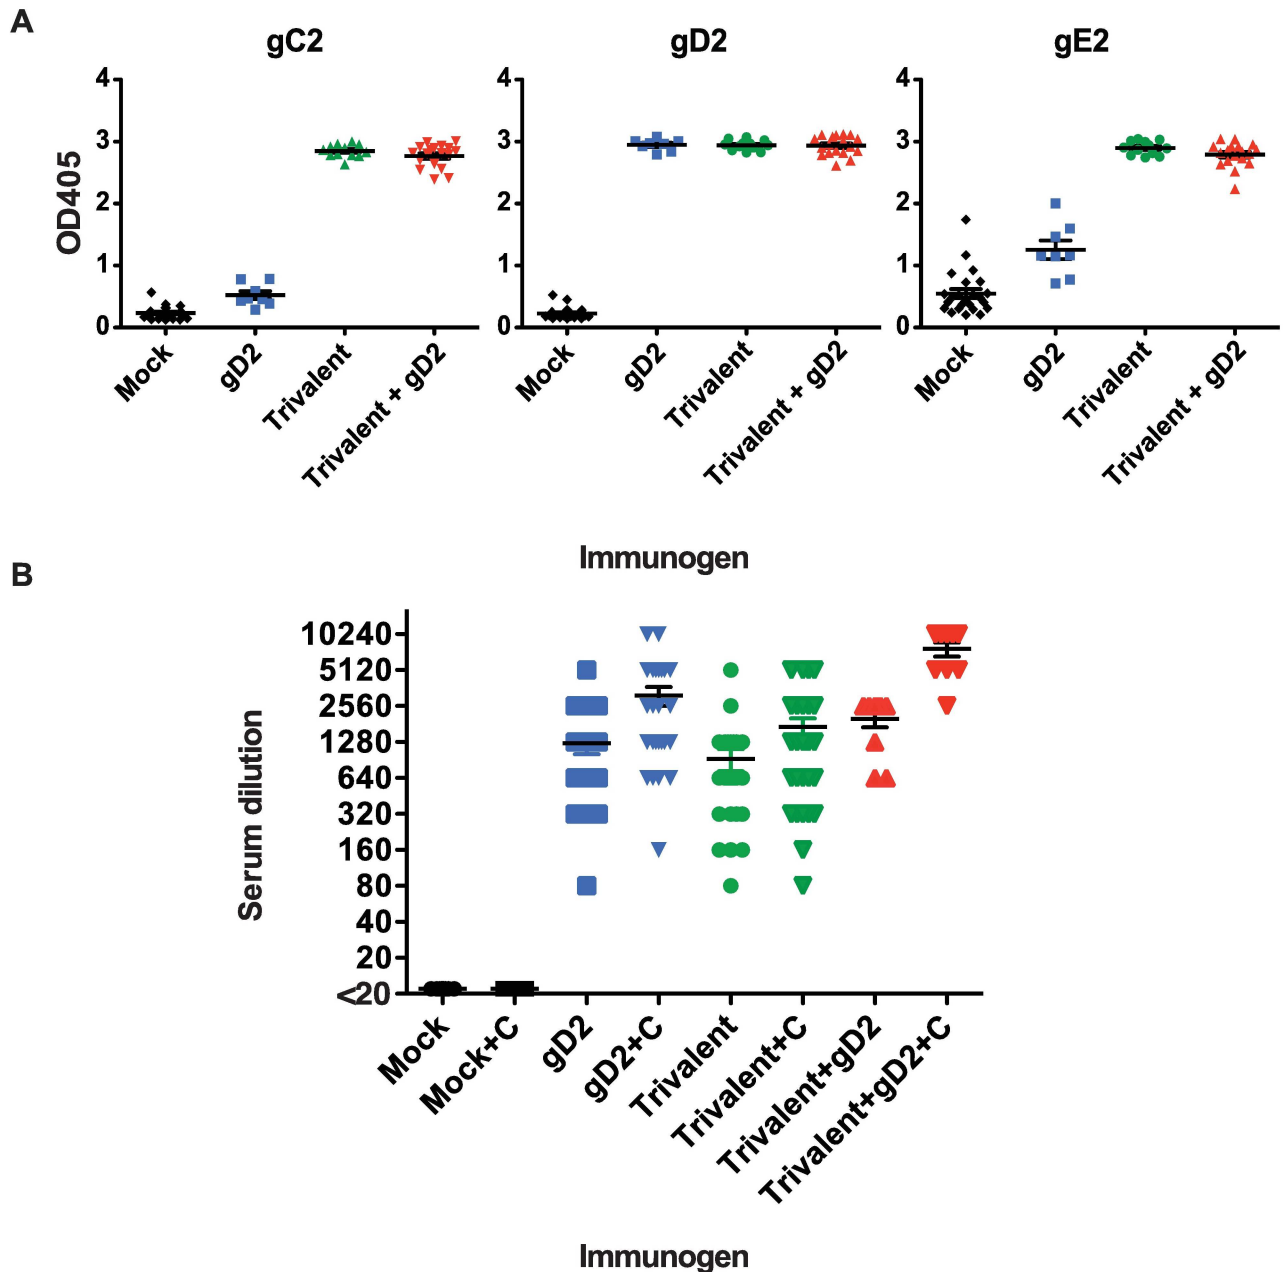 A
gC2
gD2
gE2
OD405
4
3
2
1
0
4
3
2
1
0
4
3
2
1
0
Mock
gD2
Trivalent
Trivalent + gD2
Mock
gD2
Trivalent
Trivalent + gD2
Mock
gD2
Trivalent
Trivalent + gD2
Immunogen
B
Serum dilution
10240
5120
2560
1280
640
320
160
80
40
20
<20
Mock
Mock+C
gD2
gD2+C
Trivalent
Trivalent+C
Trivalent+gD2
Trivalent+gD2+C
Immunogen